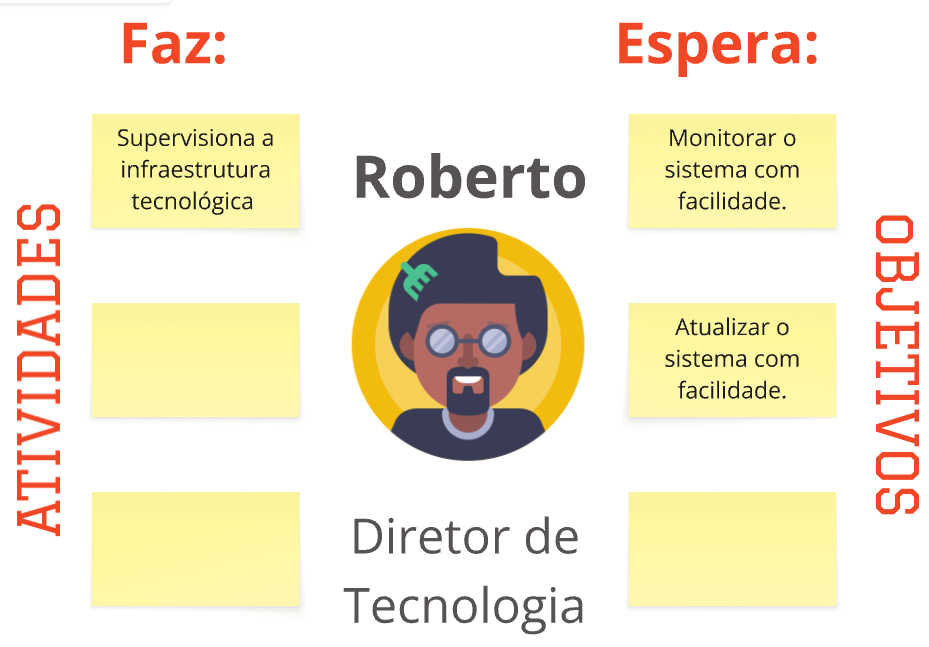 Faz:
Espera:
ATIVIDADES
Supervisiona a
infraestrutura
tecnológica
Roberto
Diretor de
Tecnologia
Monitorar o
sistema com
facilidade.
Atualizar o
sistema com
facilidade.
OBJETIVOS